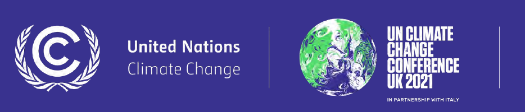 United Nations
Climate Change
UN CLIMATE
CHANGE
CONFERENCE
UK 2021
IN PARTNERSHIP WITH ITALY